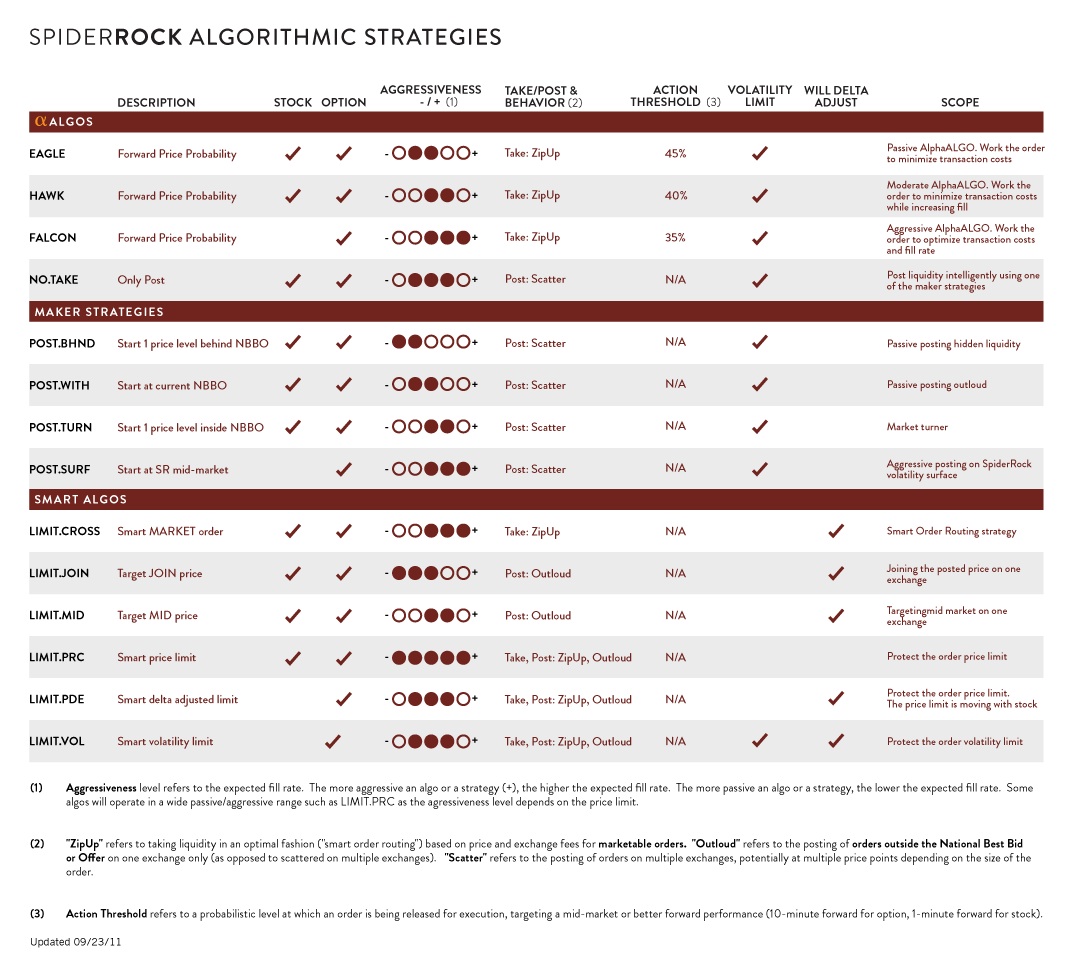 SPIDERROCK ALGORITHMIC STRATEGIES
DESCRIPTION STOCK OPTION AGGRESSIVENESS - / + (1) TAKE/POST & BEHAVIOR (2) ACTION THRESHOLD (3) VOLATILITY LIMIT WILL DELTA ADJUST SCOPE
α ALGOS
EAGLE Forward Price Probability - + Take: ZipUp 45% Passive AlphaALGO. Work the order
to minimize transaction costs
HAWK Forward Price Probability - + Take: ZipUp 40% Moderate AlphaALGO. Work the
order to minimize transaction costs
while increasing fill
FALCON Forward Price Probability - + Take: ZipUp 35% Aggressive AlphaALGO. Work the
order to optimize transaction costs
and fill rate
NO.TAKE Only Post - + Post: Scatter N/A Post liquidity intelligently using one
of the maker strategies
MAKER STRATEGIES
POST.BHND Start 1 price level behind NBBO - + Post: Scatter N/A Passive posting hidden liquidity
POST.WITH Start at current NBBO - + Post: Scatter N/A Passive posting outloud
POST.TURN Start 1 price level inside NBBO - + Post: Scatter N/A Market turner
POST.SURF Start at SR mid-market - + Post: Scatter N/A Aggressive posting on SpiderRock
volatility surface
SMART ALGOS
LIMIT.CROSS Smart MARKET order - + Take: ZipUp N/A Smart Order Routing strategy
LIMIT.JOIN Target JOIN price - + Post: Outloud N/A Joining the posted price on one
exchange
LIMIT.MID Target MID price - + Post: Outloud N/A Targetingmid market on one
exchange
LIMIT.PRC Smart price limit - + Take, Post: ZipUp, Outloud N/A Protect the order price limit
LIMIT.PDE Smart delta adjusted limit - + Take, Post: ZipUp, Outloud N/A Protect the order price limit.
The price limit is moving with stock
LIMIT.VOL Smart volatility limit - + Take, Post: ZipUp, Outloud N/A Protect the order volatility limit
(1) Aggressiveness level refers to the expected fill rate. The more aggressive an algo or a strategy (+), the higher the expected fill rate. The more passive an algo or a strategy, the lower the expected fill rate. Some
algos will operate in a wide passive/aggressive range such as LIMIT.PRC as the agressiveness level depends on the price limit.
(2) "ZipUp" refers to taking liquidity in an optimal fashion ("smart order routing") based on price and exchange fees for marketable orders. "Outloud" refers to the posting of orders outside the National Best Bid
or Offer on one exchange only (as opposed to scattered on multiple exchanges). "Scatter" refers to the posting of orders on multiple exchanges, potentially at multiple price points depending on the size of the
order.
(3) Action Threshold refers to a probabilistic level at which an order is being released for execution, targeting a mid-market or better forward performance (10-minute forward for option, 1-minute forward for stock).
Updated 09/23/11